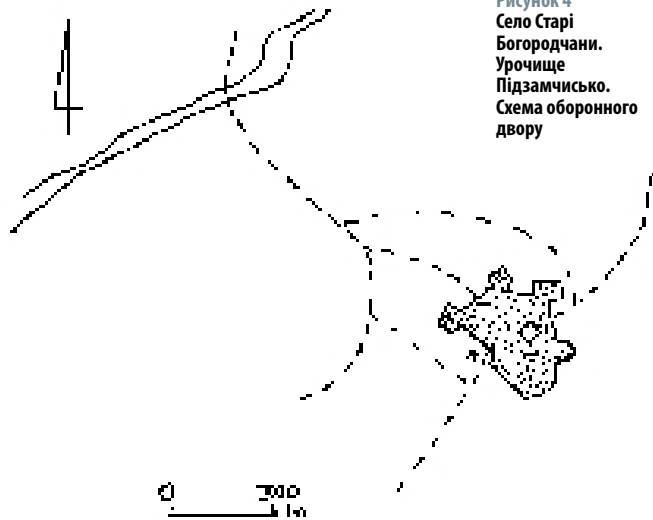 Рисунок 4
Село Старі
Богородчани.
Урочище
Підзамчисько.
Схема оборонного
двору
0